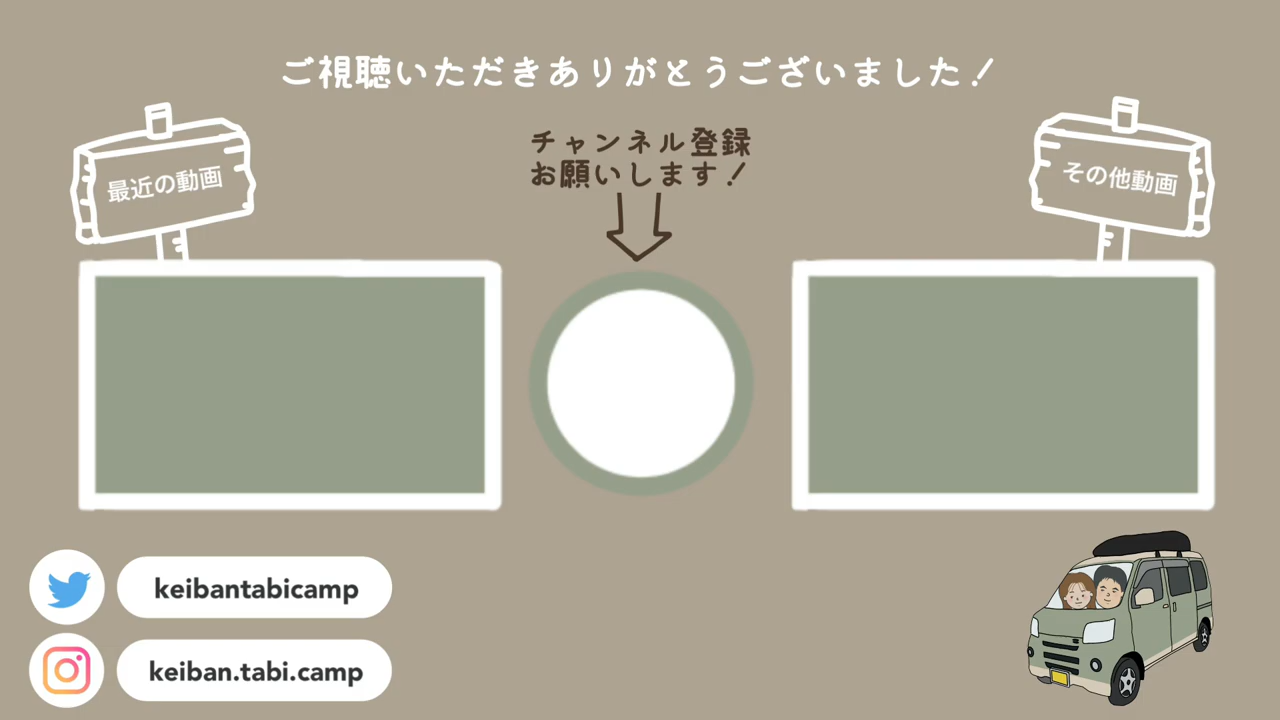 ご視聴いただきありがとうございました！
チャンネル登録
お願いします！
最近の動画
その他動画
keibantabicamp
keiban.tabi.camp